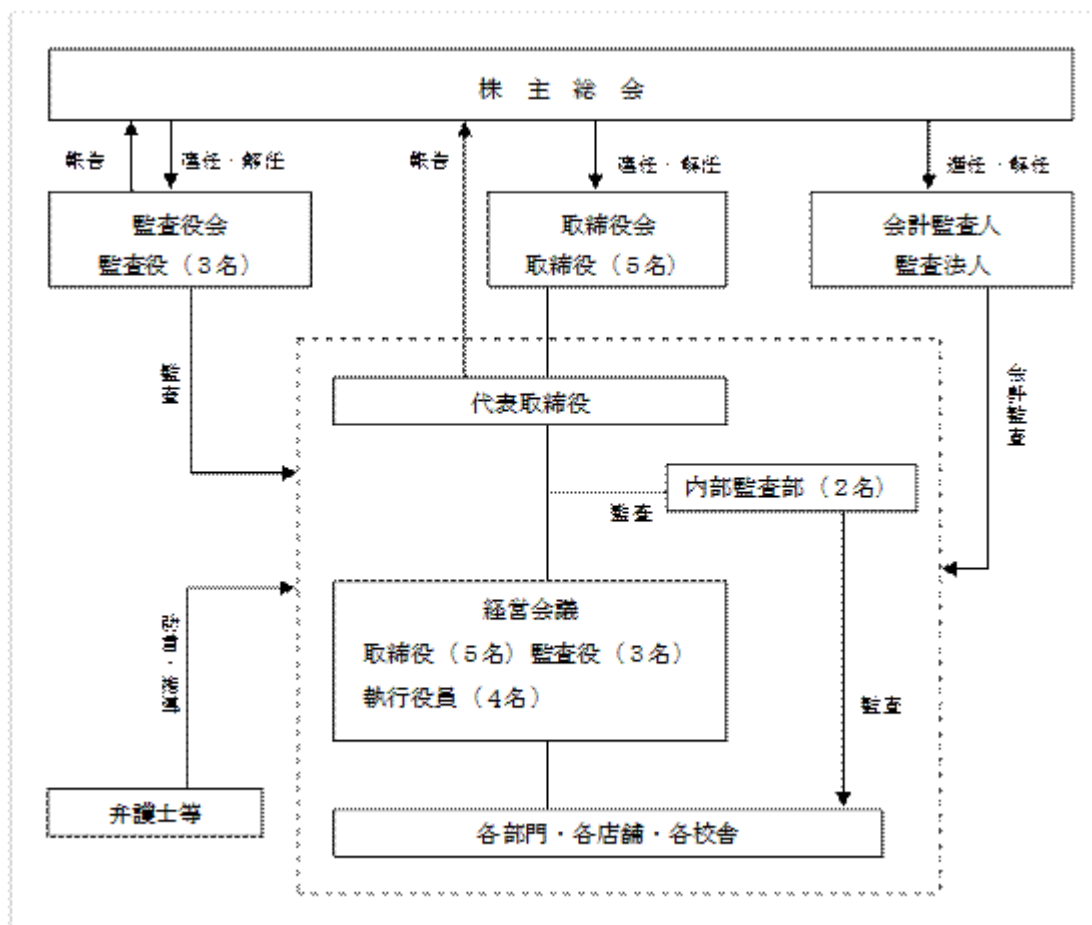 株主総会
報告
選任・解任
報告
選任・解任
選任・解任
監査役会
監査役（３名）
取締役会
取締役（５名）
会計監査人
監査法人
監査
会計監査
代表取締役
内部監査部（２名）
監査
経営会議
取締役（５名）監査役（３名）
執行役員（４名）
監査
弁護士等
各部門・各店舗・各校舎